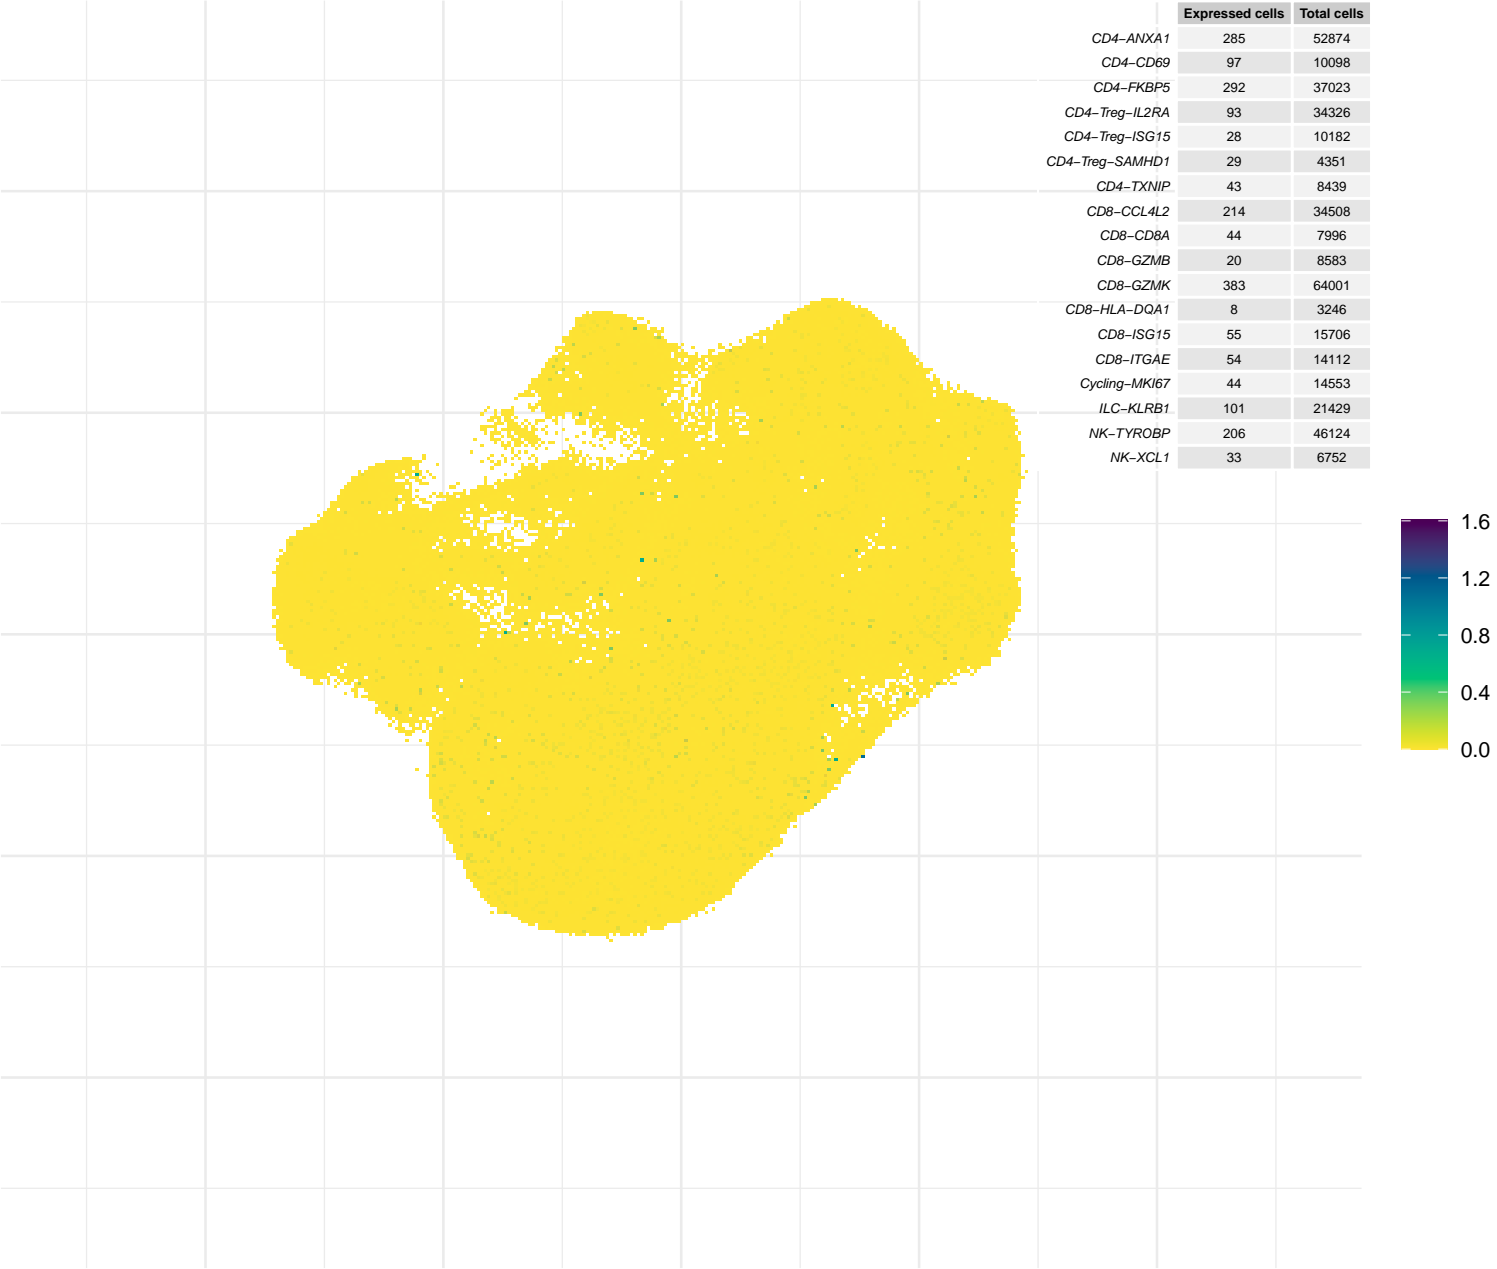 Expressed cells Total cells
CD4−ANXA1 285 52874
CD4−CD69 97 10098
CD4−FKBP5 292 37023
CD4−Treg−IL2RA 93 34326
CD4−Treg−ISG15 28 10182
CD4−Treg−SAMHD1 29 4351
CD4−TXNIP 43 8439
CD8−CCL4L2 214 34508
CD8−CD8A 44 7996
CD8−GZMB 20 8583
CD8−GZMK 383 64001
CD8−HLA−DQA1 8 3246
CD8−ISG15 55 15706
CD8−ITGAE 54 14112
Cycling−MKI67 44 14553
ILC−KLRB1 101 21429
NK−TYROBP 206 46124
NK−XCL1 33 6752
1.6
1.2
0.8
0.4
0.0